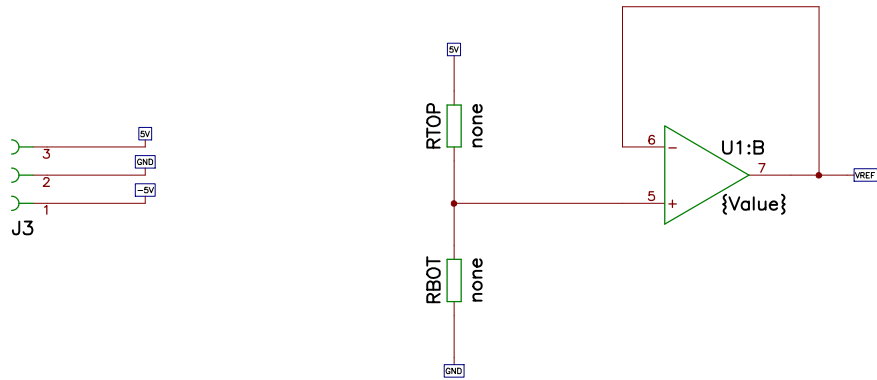 5V
3
GND
2
-5V
1
J3
5V
RTOP
none
RBOT
none
GND
6
-
5
+
U1:B
7
{Value}
VREF